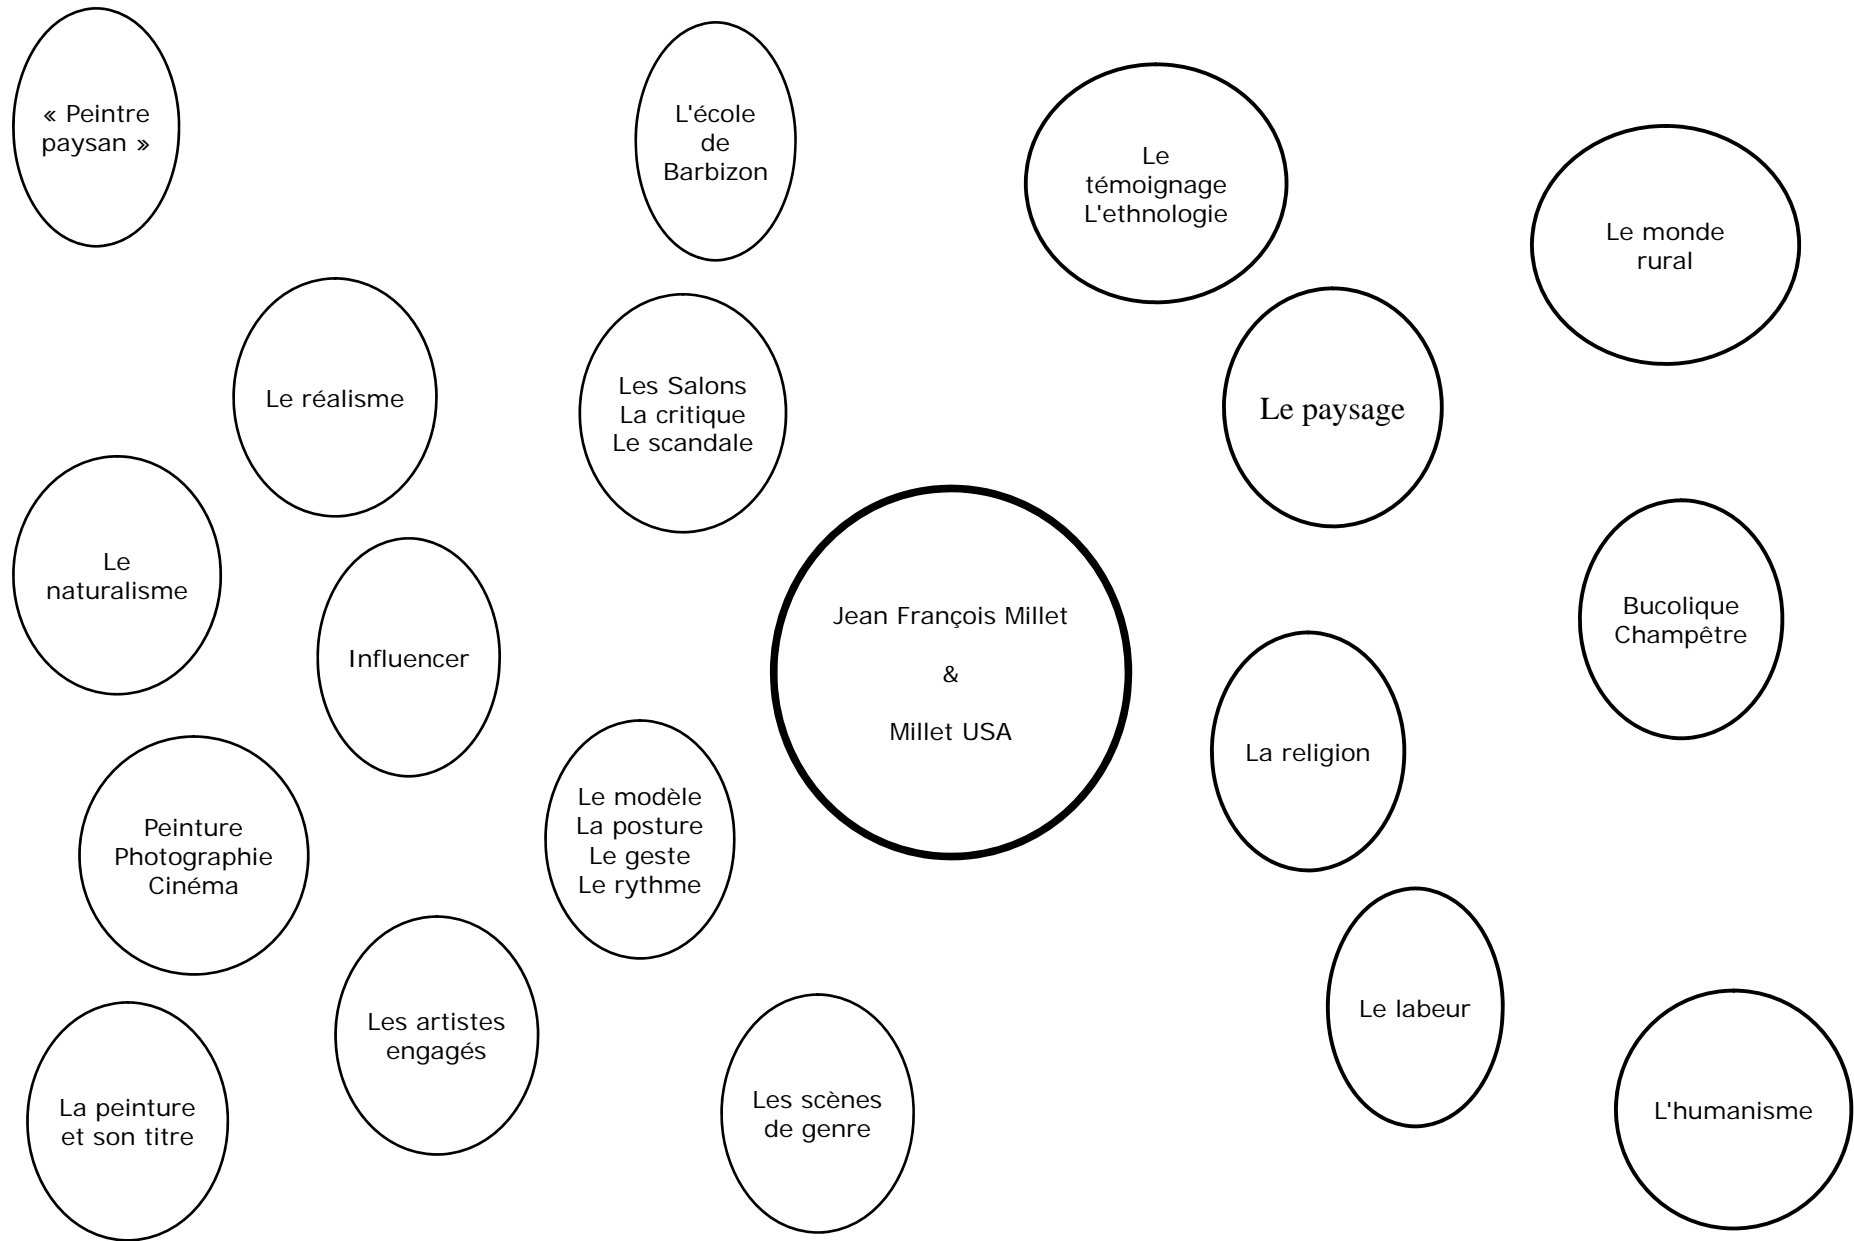 « Peintre
paysan »
L'école
de
Barbizon
Le
témoignage
L'ethnologie
Le monde
rural
Le réalisme
Les Salons
La critique
Le scandale
Le paysage
Le
naturalisme
Influencer
Jean François Millet
&
Millet USA
Bucolique
Champêtre
La religion
Peinture
Photographie
Cinéma
Le modèle
La posture
Le geste
Le rythme
Les artistes
engagés
Le labeur
La peinture
et son titre
Les scènes
de genre
L'humanisme